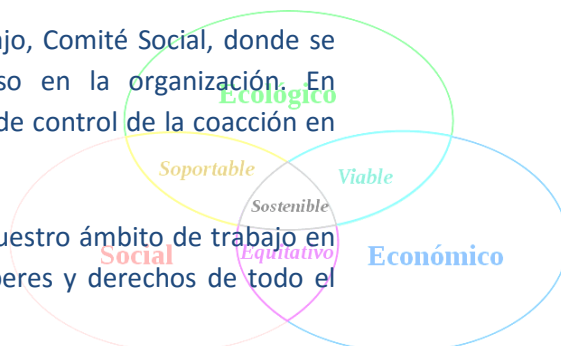 ajo, Comité Social, donde se
so en la organización. En
Ecológico
de control de la coacción en
Soportable
Viable
Sostenible
uestro ámbito de trabajo en
Social
Equitativo
Económico
beres y derechos de todo el